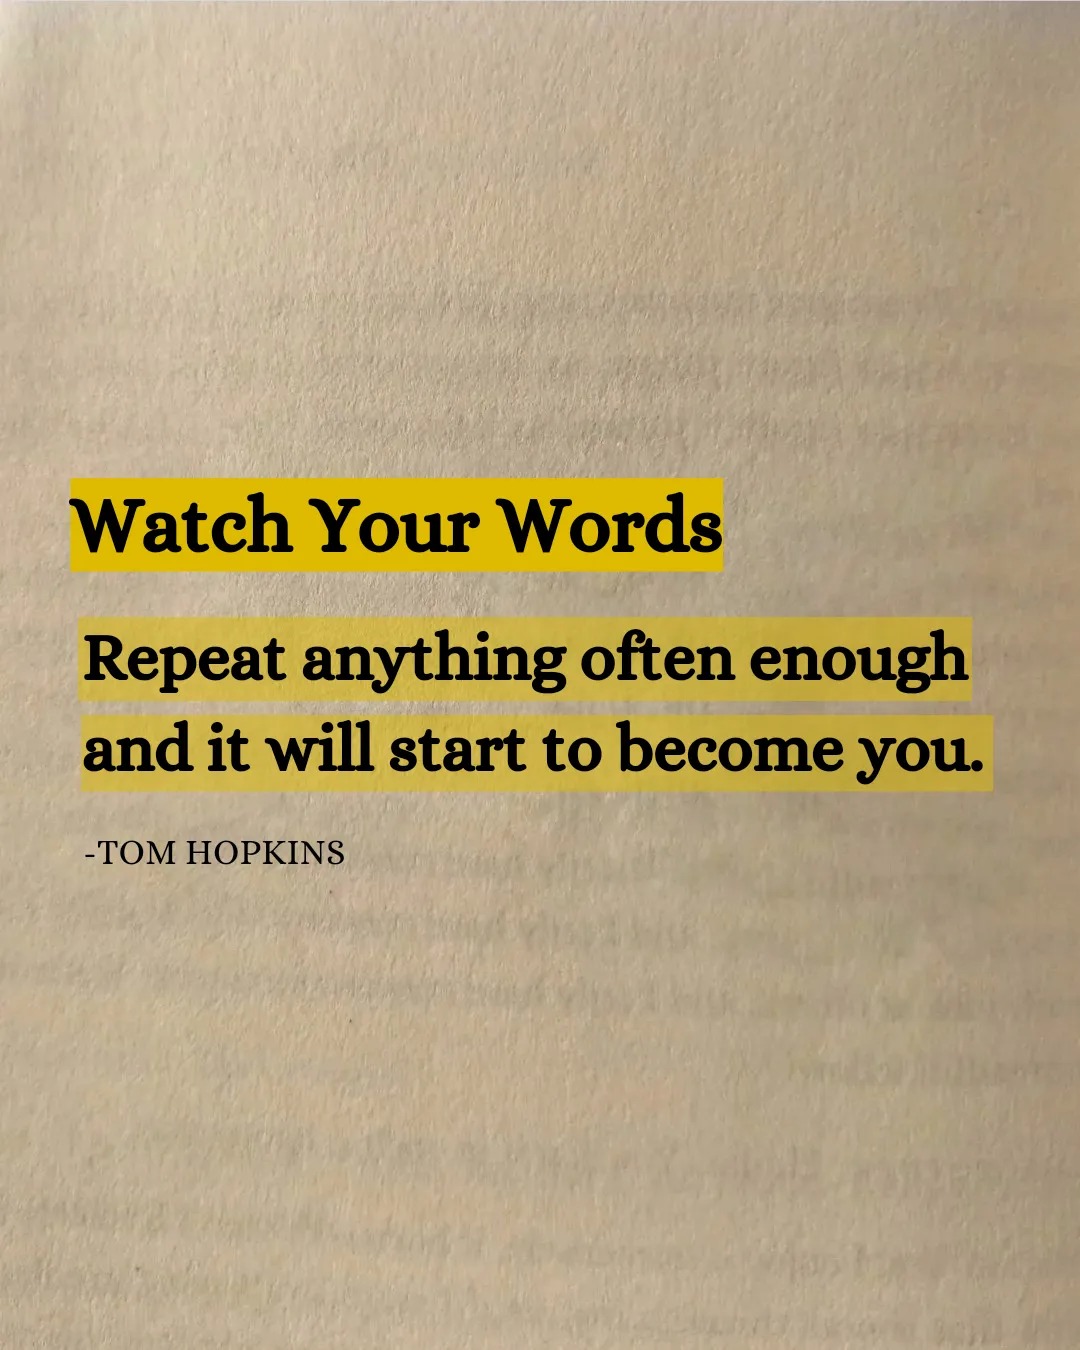 Watch Your Words
Repeat anything often enough
and it will start to become you.
-TOM HOPKINS